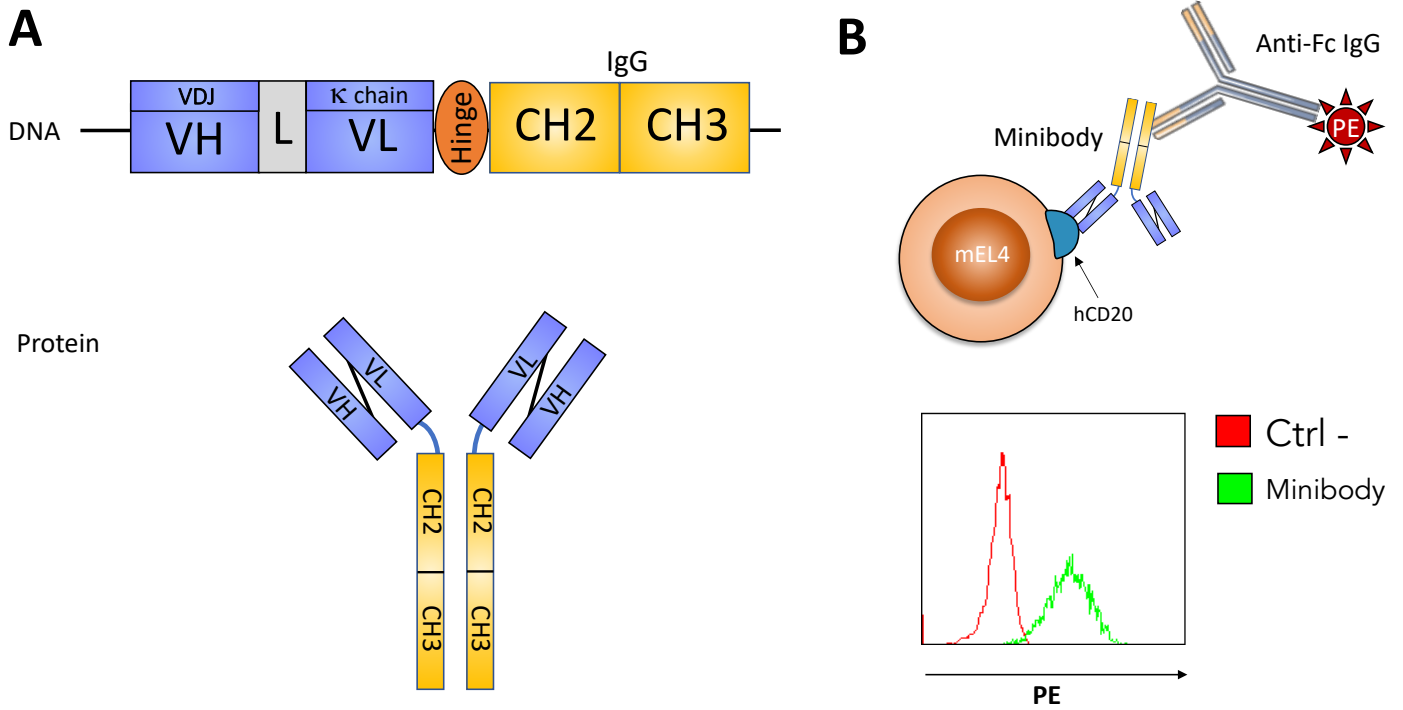 A
IgG
VDJ
κ chain
DNA
VH
L
VL
Hinge
CH2
CH3
Protein
VH
VL
VL
VH
CH2
CH2
CH3
CH3
B
Anti-Fc IgG
PE
Minibody
mEL4
hCD20
Ctrl -
Minibody
PE